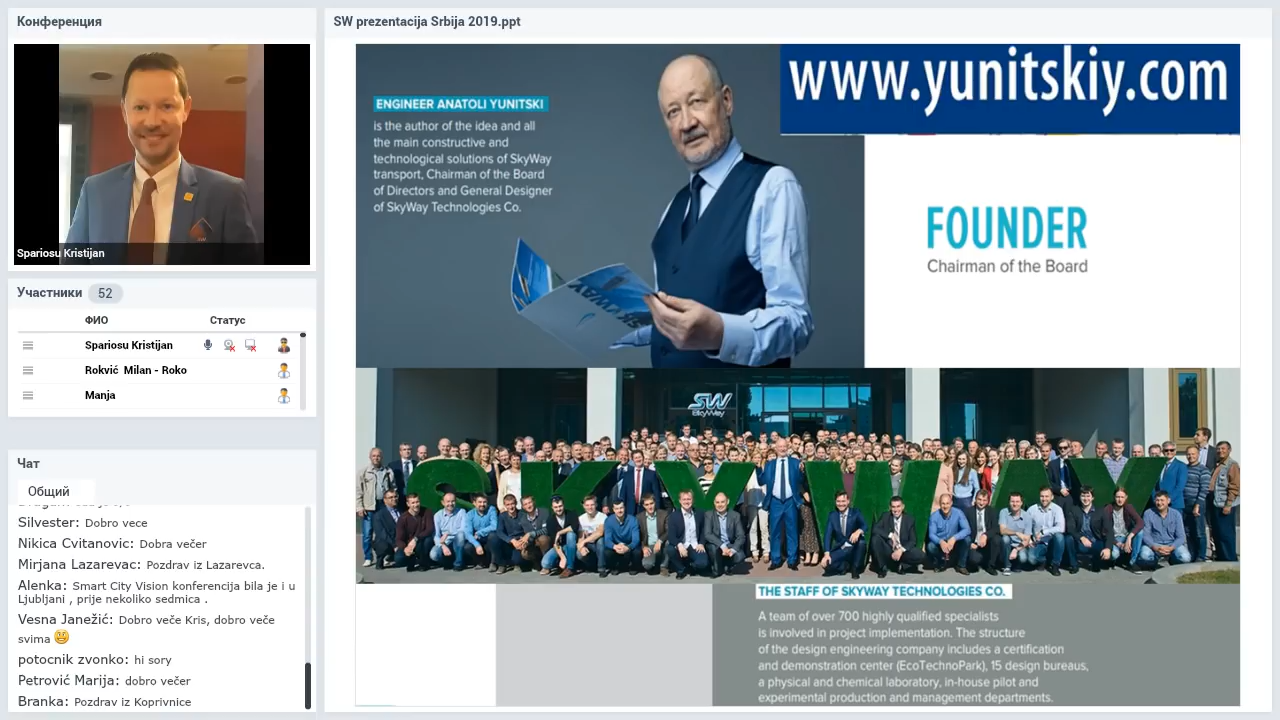 Конференция
Spariosu Kristijan
Участники 52
ФИО Статус
Spariosu Kristijan
Rokvić Milan - Roko
Manja
Чат
Общий
Silvester: Dobro vece
Nikica Cvitanovic: Dobra večer
Mirjana Lazarevac: Pozdrav iz Lazarevca.
Alenka: Smart City Vision konferencija bila je i u
Ljubljani , prije nekoliko sedmica .
Vesna Janežić: Dobro veče Kris, dobro veče
svima
potocnik zvonko: hi sory
Petrović Marija: dobro večer
Branka: Pozdrav iz Koprivnice
SW prezentacija Srbija 2019.ppt
www.yunitskiy.com
ENGINEER ANATOLI YUNITSKI
is the author of the idea and all
the main constructive and
technological solutions of SkyWay
transport, Chairman of the Board
of Directors and General Designer
of SkyWay Technologies Co.
SKYWAY
FOUNDER
Chairman of the Board
SW
SkyWay
SKYWAY
THE STAFF OF SKYWAY TECHNOLOGIES CO.
A team of over 700 highly qualified specialists
is involved in project implementation. The structure
of the design engineering company includes a certification
and demonstration center (EcoTechnoPark), 15 design bureaus,
a physical and chemical laboratory, in-house pilot and
experimental production and management departments.